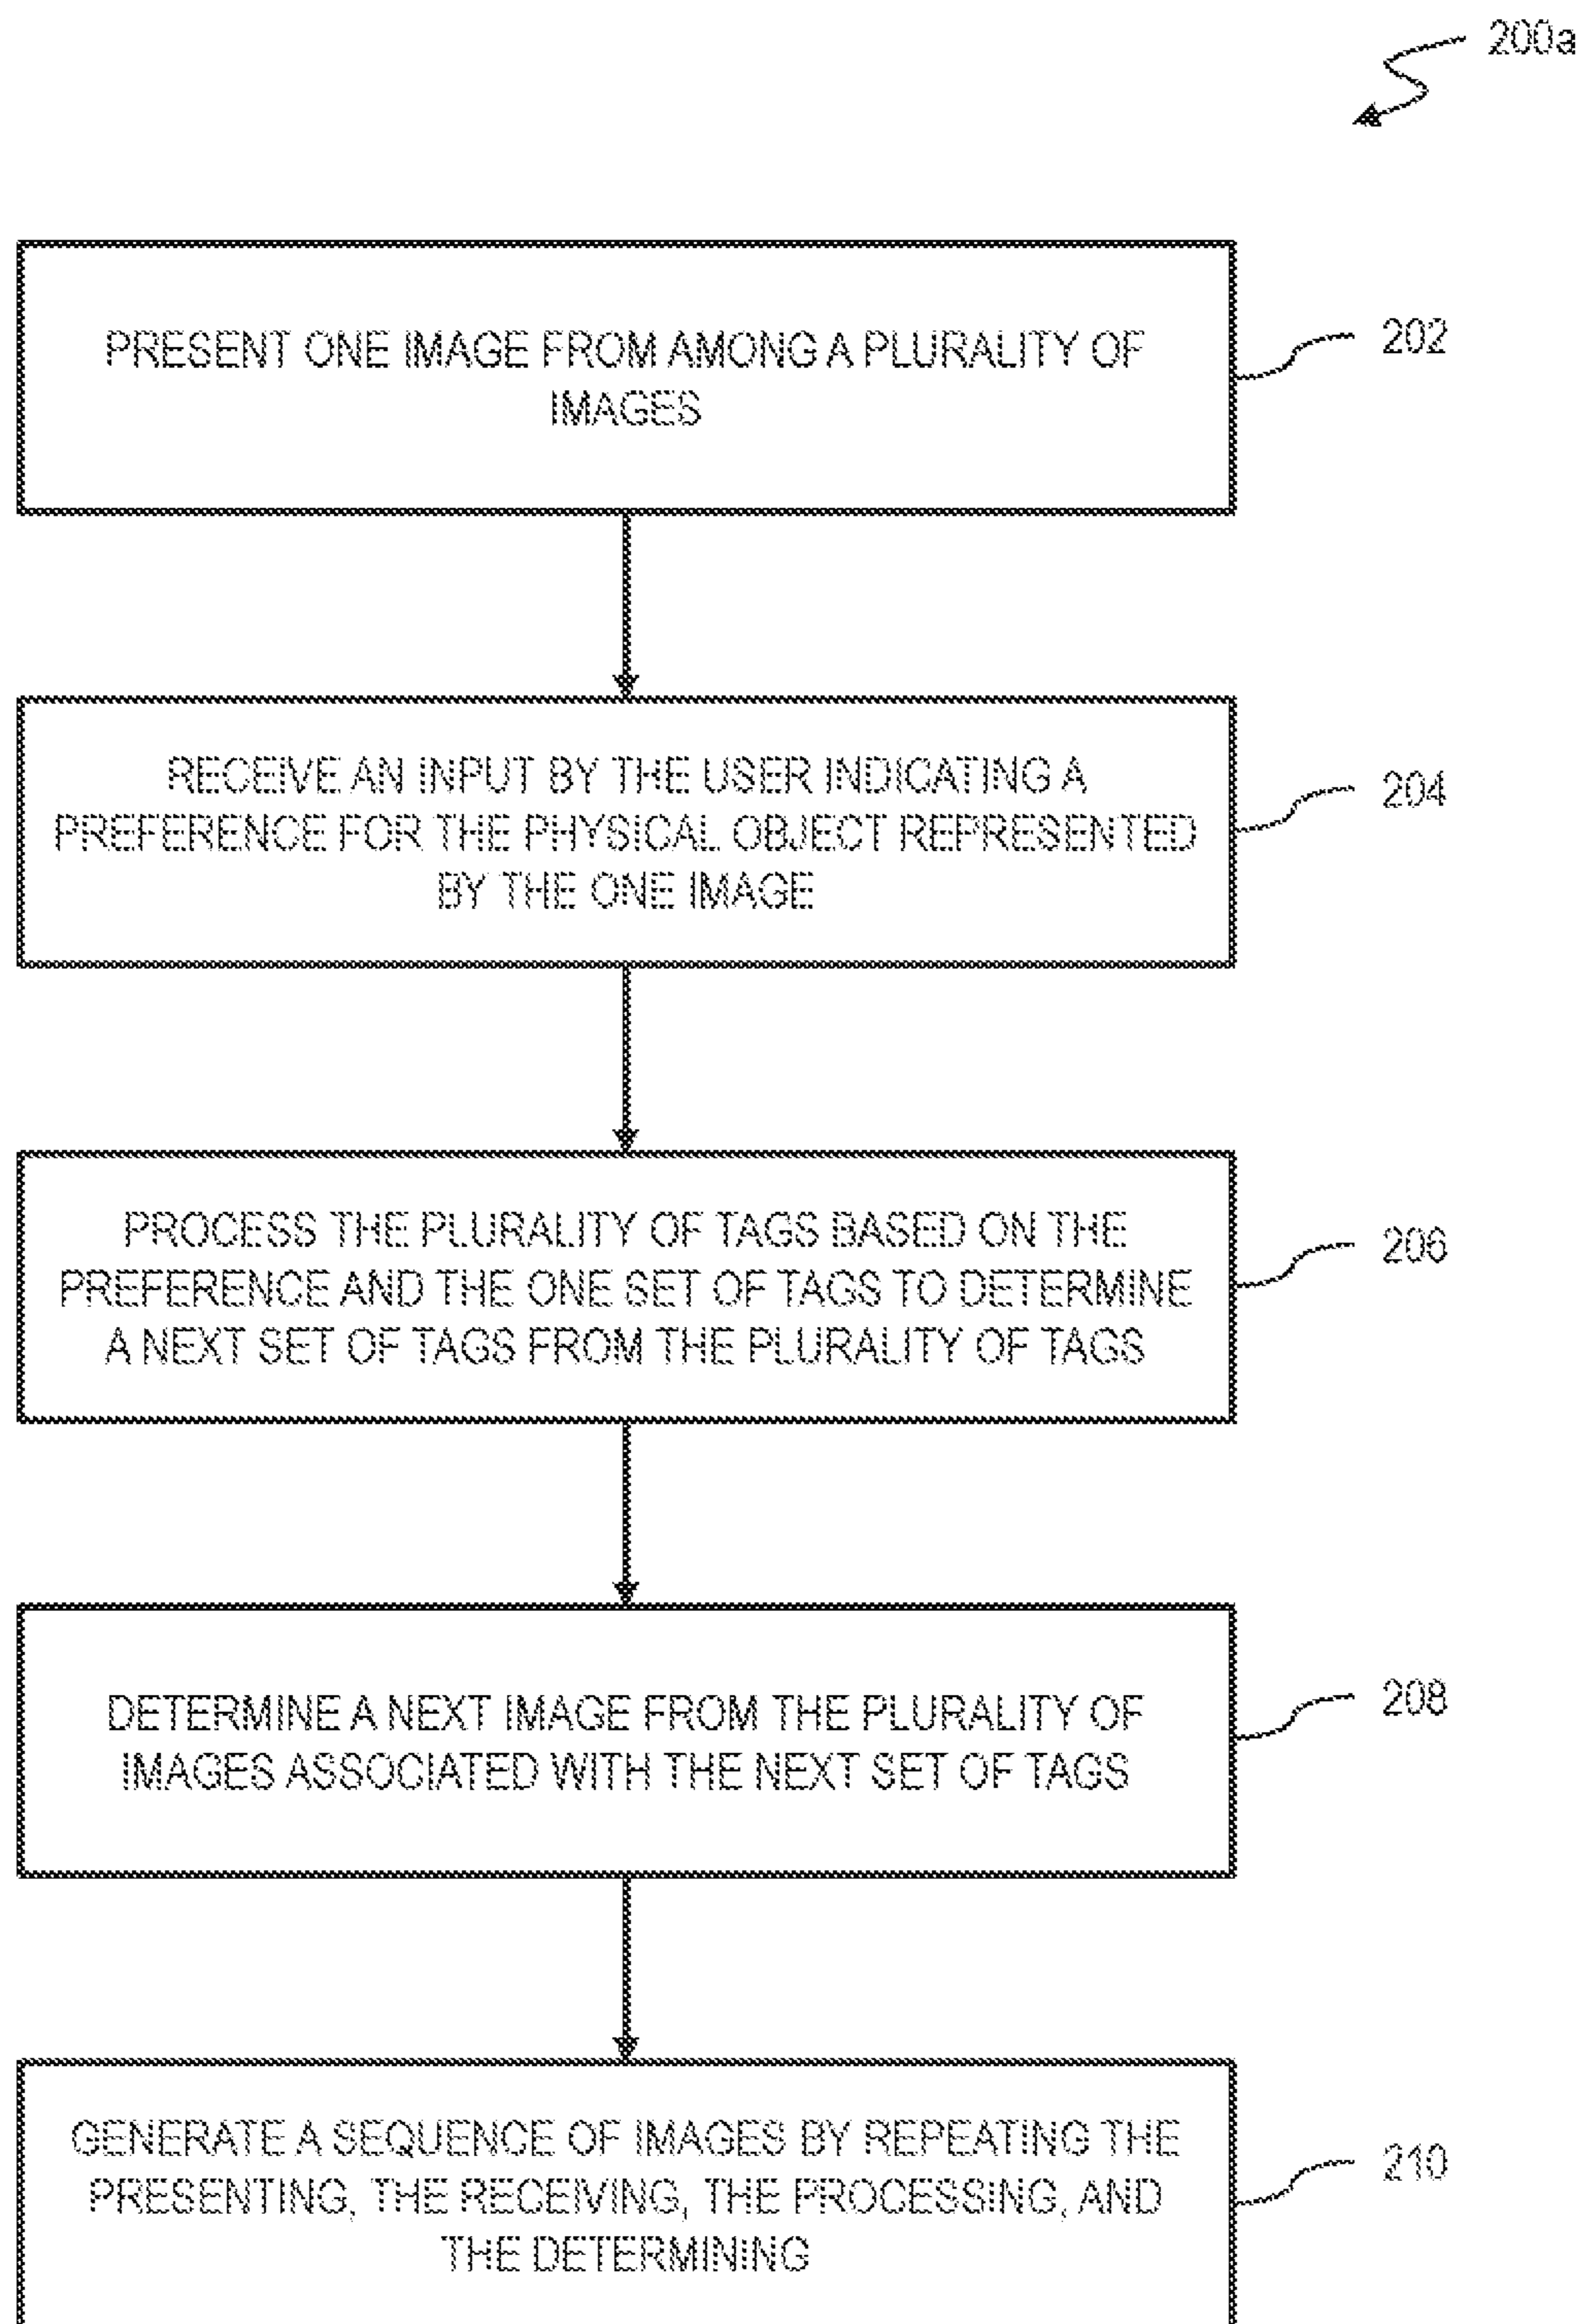 200a
PRESENT ONE IMAGE FROM AMONG A PLURALITY OF
IMAGES
202
RECEIVE AN INPUT BY THE USER INDICATING A
PREFERENCE FOR THE PHYSICAL OBJECT REPRESENTED
BY THE ONE IMAGE
204
PROCESS THE PLURALITY OF TAGS BASED ON THE
PREFERENCE AND THE ONE SET OF TAGS TO DETERMINE
A NEXT SET OF TAGS FROM THE PLURALITY OF TAGS
206
DETERMINE A NEXT IMAGE FROM THE PLURALITY OF
IMAGES ASSOCIATED WITH THE NEXT SET OF TAGS
208
GENERATE A SEQUENCE OF IMAGES BY REPEATING THE
PRESENTING, THE RECEIVING, THE PROCESSING, AND
THE DETERMINING
210